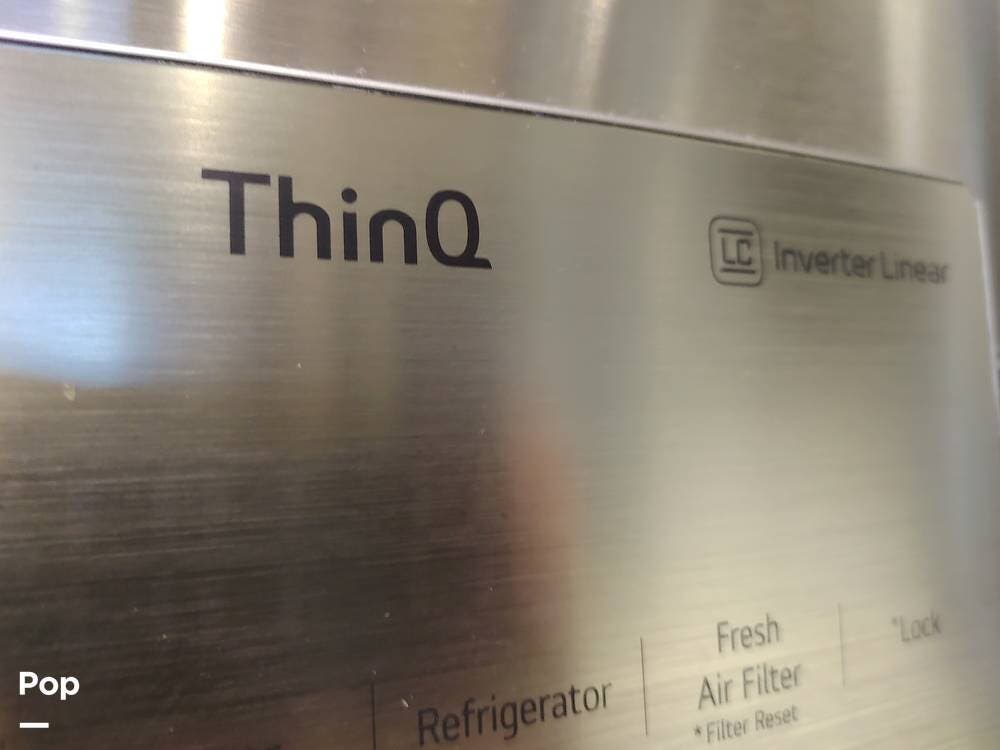 ThinQ
LC Inverter Linear
Fresh
Air Filter
*Filter Reset
*Lock
Refrigerator
Pop